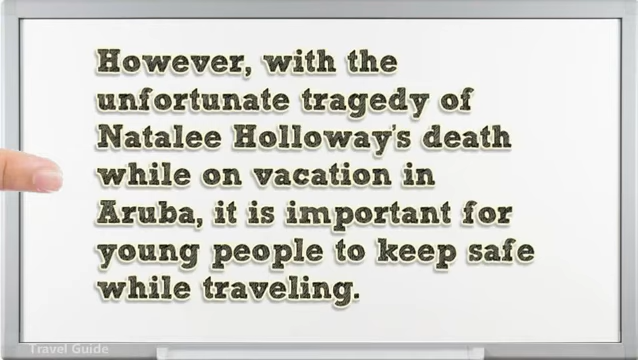 However, with the
unfortunate tragedy of
Natalee Holloway's death
while on vacation in
Aruba, it is important for
young people to keep safe
while traveling.
Travel Guide